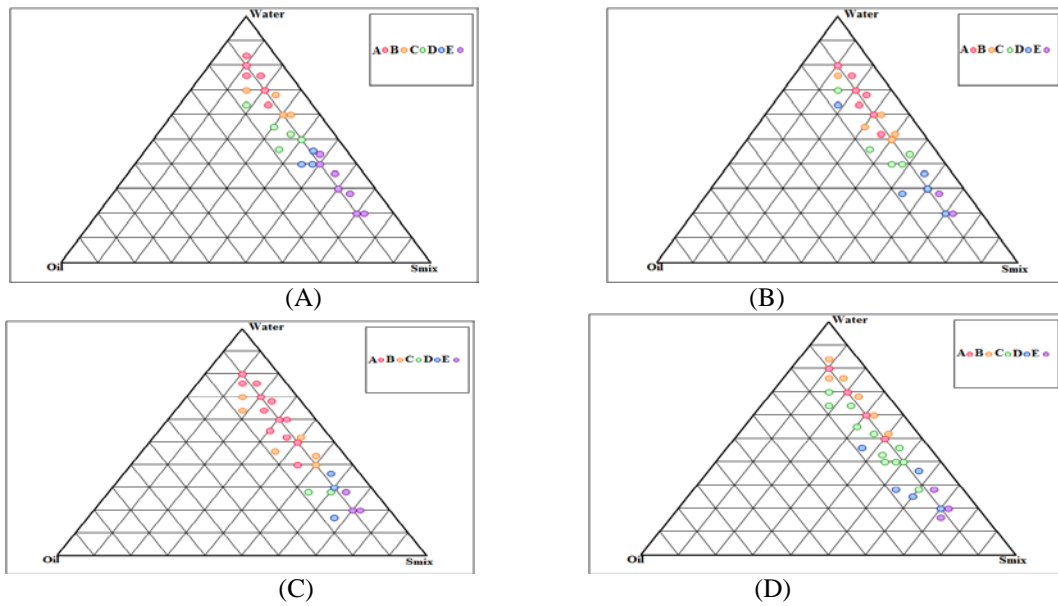 Water
A B C D E
Oil
Smix
(A)
Water
A B C D E
Oil
Smix
(B)
Water
A B C D E
Oil
Smix
(C)
Water
A B C D E
Oil
Smix
(D)